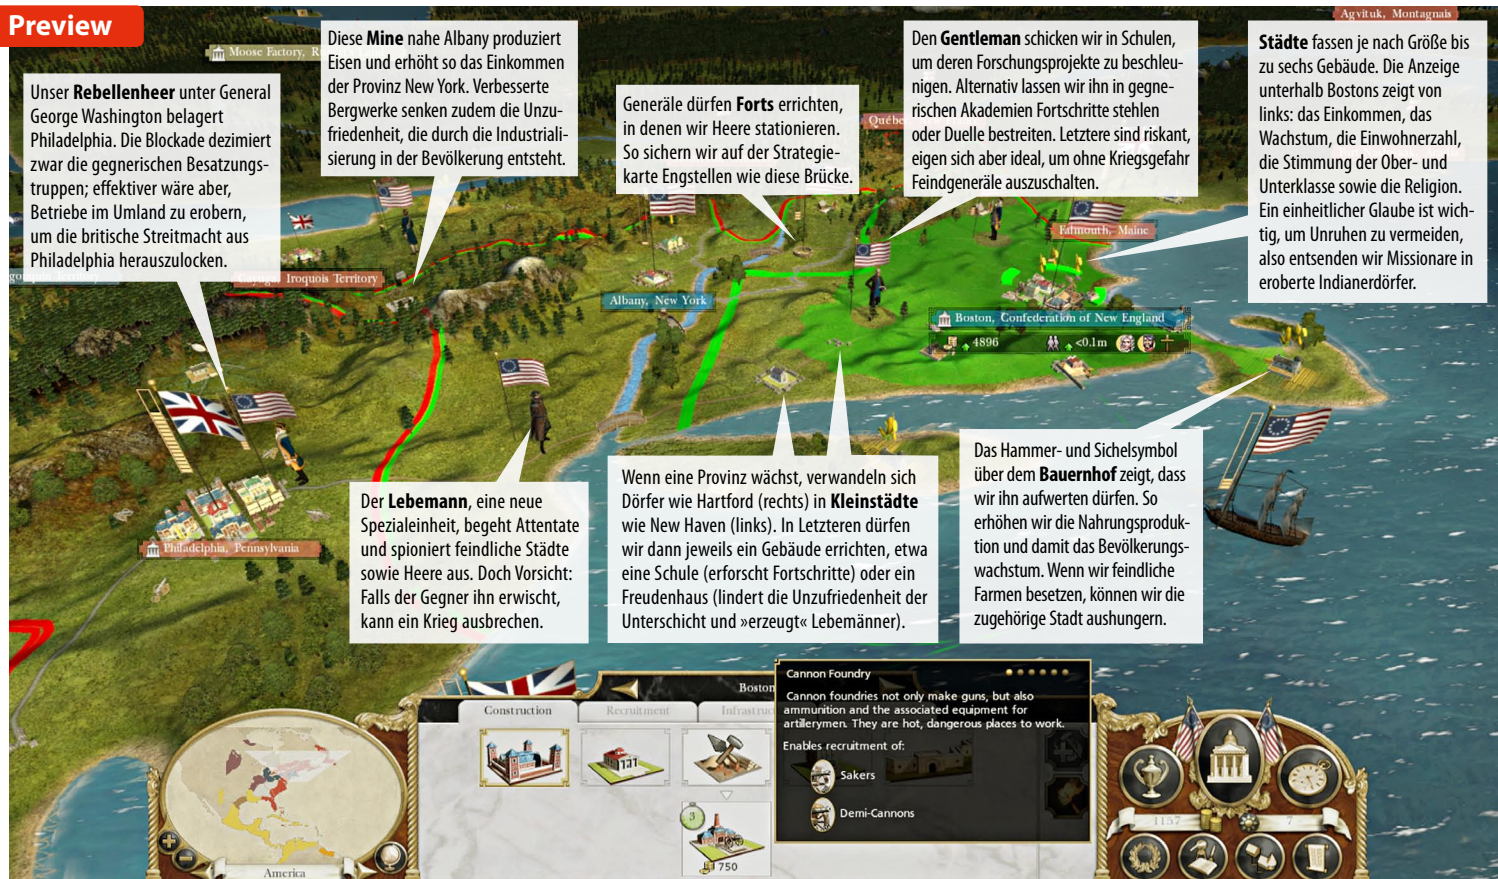 Preview
Agvituk, Montagnais
Moose Factory,
Unser Rebellenheer unter General
George Washington belagert
Philadelphia. Die Blockade dezimiert
zwar die gegnerischen Besatzungs-
truppen; effektiver wäre aber,
Betriebe im Umland zu erobern,
um die britische Streitmacht aus
Philadelphia herauszulocken.
Diese Mine nahe Albany produziert
Eisen und erhöht so das Einkommen
der Provinz New York. Verbesserte
Bergwerke senken zudem die Unzu-
friedenheit, die durch die Industriali-
sierung in der Bevölkerung entsteht.
Generäle dürfen Forts errichten,
in denen wir Heere stationieren.
So sichern wir auf der Strategie-
karte Engstellen wie diese Brücke.
Den Gentleman schicken wir in Schulen,
um deren Forschungsprojekte zu beschleu-
nigen. Alternativ lassen wir ihn in gegne-
rischen Akademien Fortschritte stehlen
oder Duelle bestreiten. Letztere sind riskant,
eigen sich aber ideal, um ohne Kriegsgefahr
Feindgeneräle auszuschalten.
Städte fassen je nach Größe bis
zu sechs Gebäude. Die Anzeige
unterhalb Bostons zeigt von
links: das Einkommen, das
Wachstum, die Einwohnerzahl,
die Stimmung der Ober- und
Unterklasse sowie die Religion.
Ein einheitlicher Glaube ist wich-
tig, um Unruhen zu vermeiden,
also entsenden wir Missionare in
eroberte Indianerdörfer.
Falmouth, Maine
Territory
Iroquois Territory
Albany, New York
Boston, Confederation of New England
4896 <0.1m
Philadelphia, Pennsylvania
Der Lebemann, eine neue
Spezialeinheit, begeht Attentate
und spioniert feindliche Städte
sowie Heere aus. Doch Vorsicht:
Falls der Gegner ihn erwischt,
kann ein Krieg ausbrechen.
Wenn eine Provinz wächst, verwandeln sich
Dörfer wie Hartford (rechts) in Kleinstädte
wie New Haven (links). In Letzteren dürfen
wir dann jeweils ein Gebäude errichten, etwa
eine Schule (erforscht Fortschritte) oder ein
Freudenhaus (lindert die Unzufriedenheit der
Unterschicht und »erzeugt« Lebemänner).
Das Hammer- und Sichelsymbol
über dem Bauernhof zeigt, dass
wir ihn aufwerten dürfen. So
erhöhen wir die Nahrungsproduk-
tion und damit das Bevölkerungs-
wachstum. Wenn wir feindliche
Farmen besetzen, können wir die
zugehörige Stadt aushungern.
Boston
Construction Recruitment
Cannon Foundry
Cannon foundries not only make guns, but also
ammunition and the associated equipment for
artillerymen. They are hot, dangerous places to work.
Enables recruitment of:
Sakers
Demi-Cannons
3
750
America
1157 7